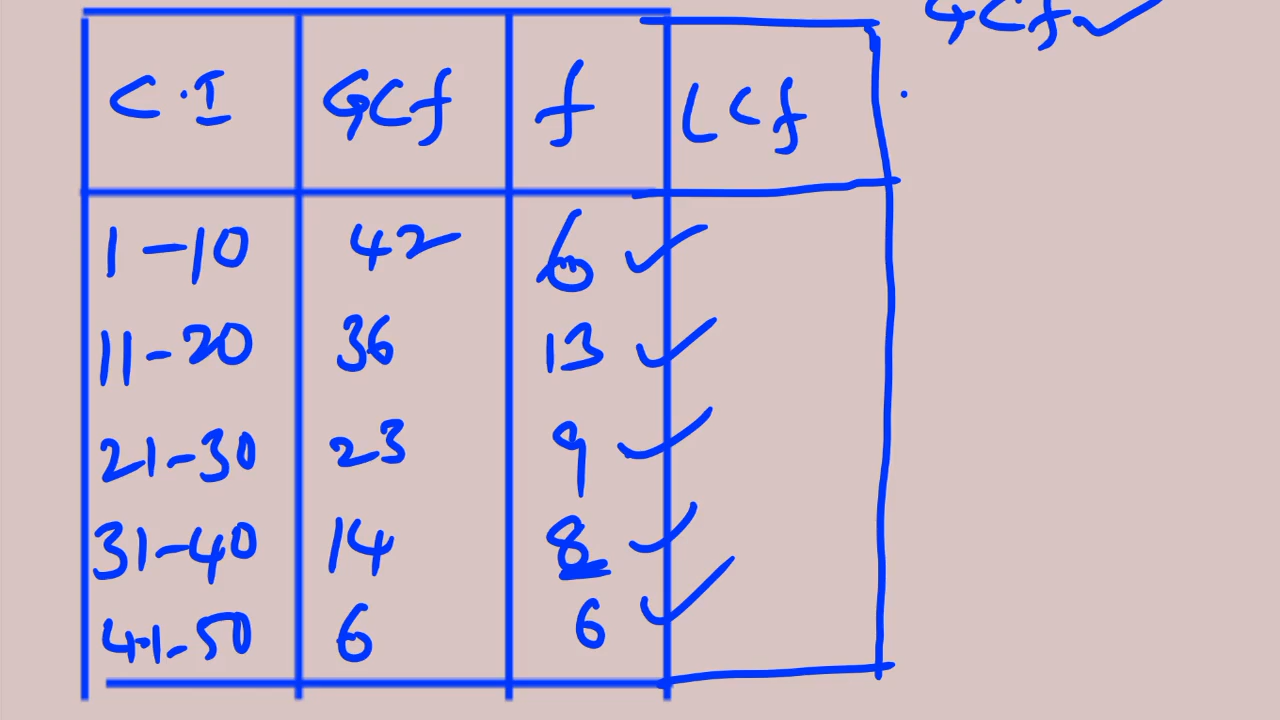 GCf
C.I GCf f LCf
1-10 42 6
11-20 36 13
21-30 23 9
31-40 14 8
41-50 6 6